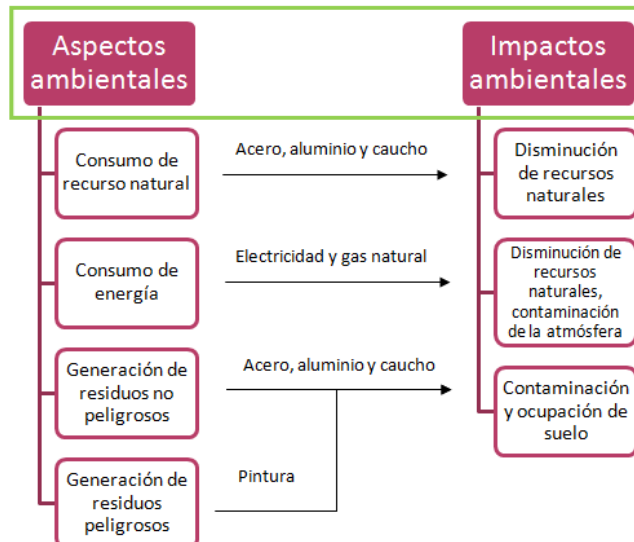 Aspectos
ambientales
Impactos
ambientales
Consumo de
recurso natural
Acero, aluminio y caucho
Disminución
de recursos
naturales
Consumo de
energía
Electricidad y gas natural
Disminución de
recursos
naturales,
contaminación
de la atmósfera
Generación de
residuos no
peligrosos
Acero, aluminio y caucho
Contaminación
y ocupación de
suelo
Generación de
residuos
peligrosos
Pintura